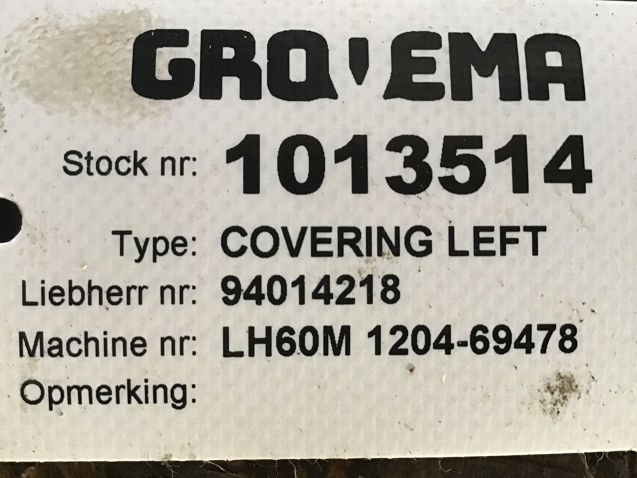 GROVEMA
Stock nr: 1013514
Type: COVERING LEFT
Liebherr nr: 94014218
Machine nr: LH60M 1204-69478
Opmerking: